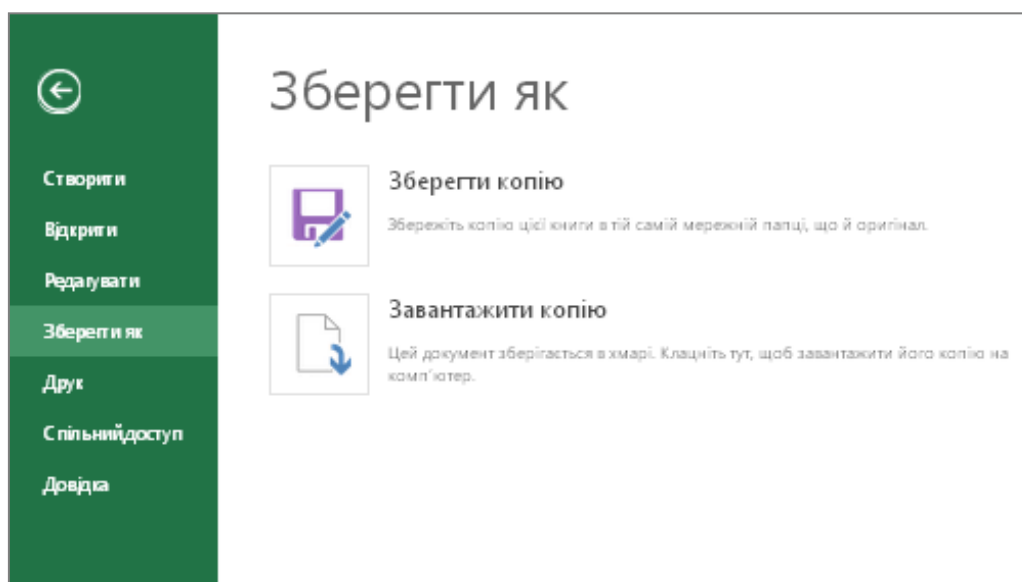 Зберегти як
Створити
Відкрити
Редагувати
Зберегти як
Друк
Спільний доступ
Довідка
Зберегти копію
Збережіть копію цієї книги в тій самій мережній папці, що й оригінал.
Завантажити копію
Цей документ зберігається в хмарі. Клацніть тут, щоб завантажити його копію на
комп'ютер.